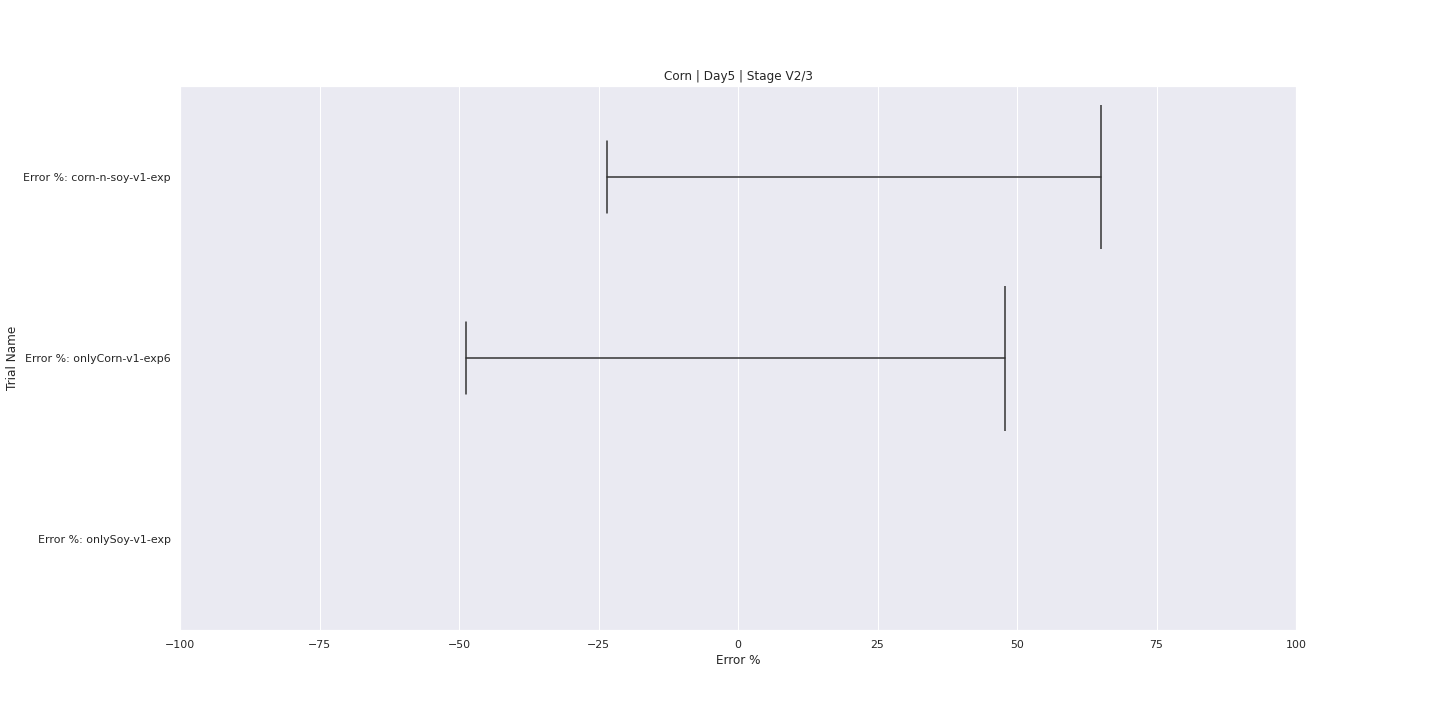 Corn | Day5 | Stage V2/3
Error %: corn-n-soy-v1-exp
Error %: onlyCorn-v1-exp6
Error %: onlySoy-v1-exp
Trial Name
−100 −75 −50 −25 0 25 50 75 100
Error %